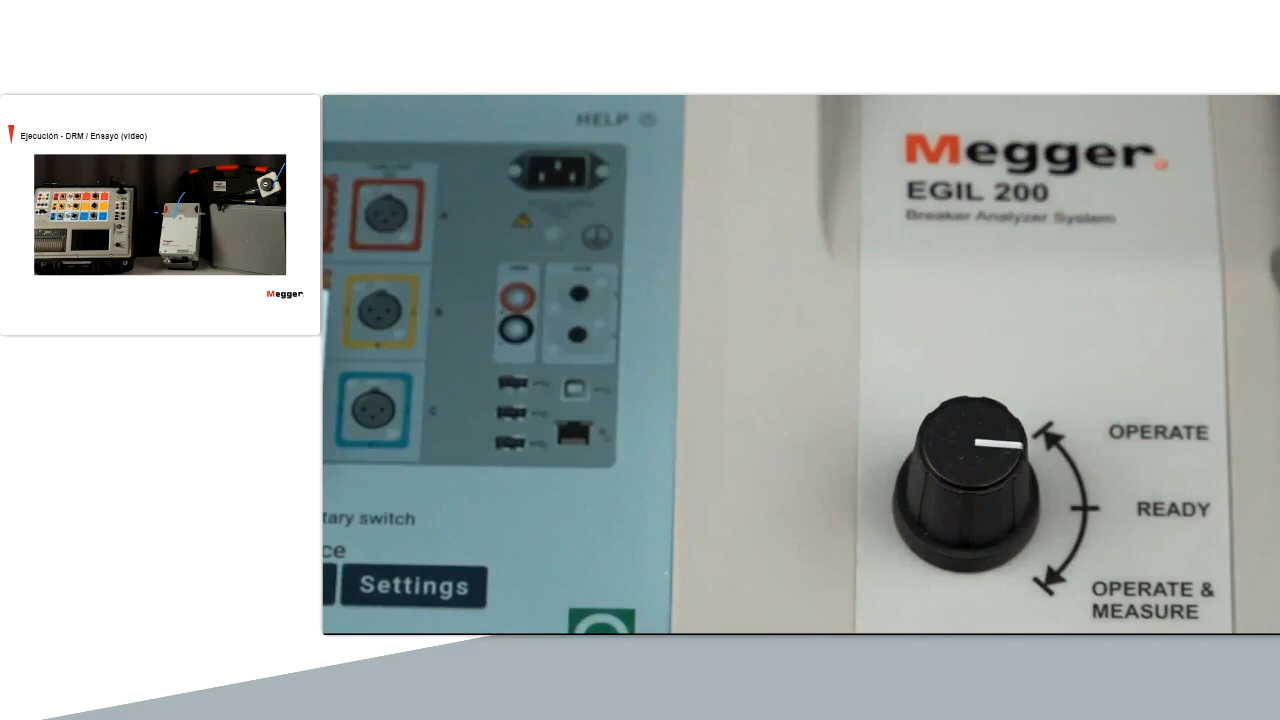 Ejecución - DRM / Ensayo (video)
Megger
HELP
Megger
EGIL 200
Breaker Analyzer System
A
B
C
OPERATE
READY
OPERATE &
MEASURE
tary switch
ce
Settings